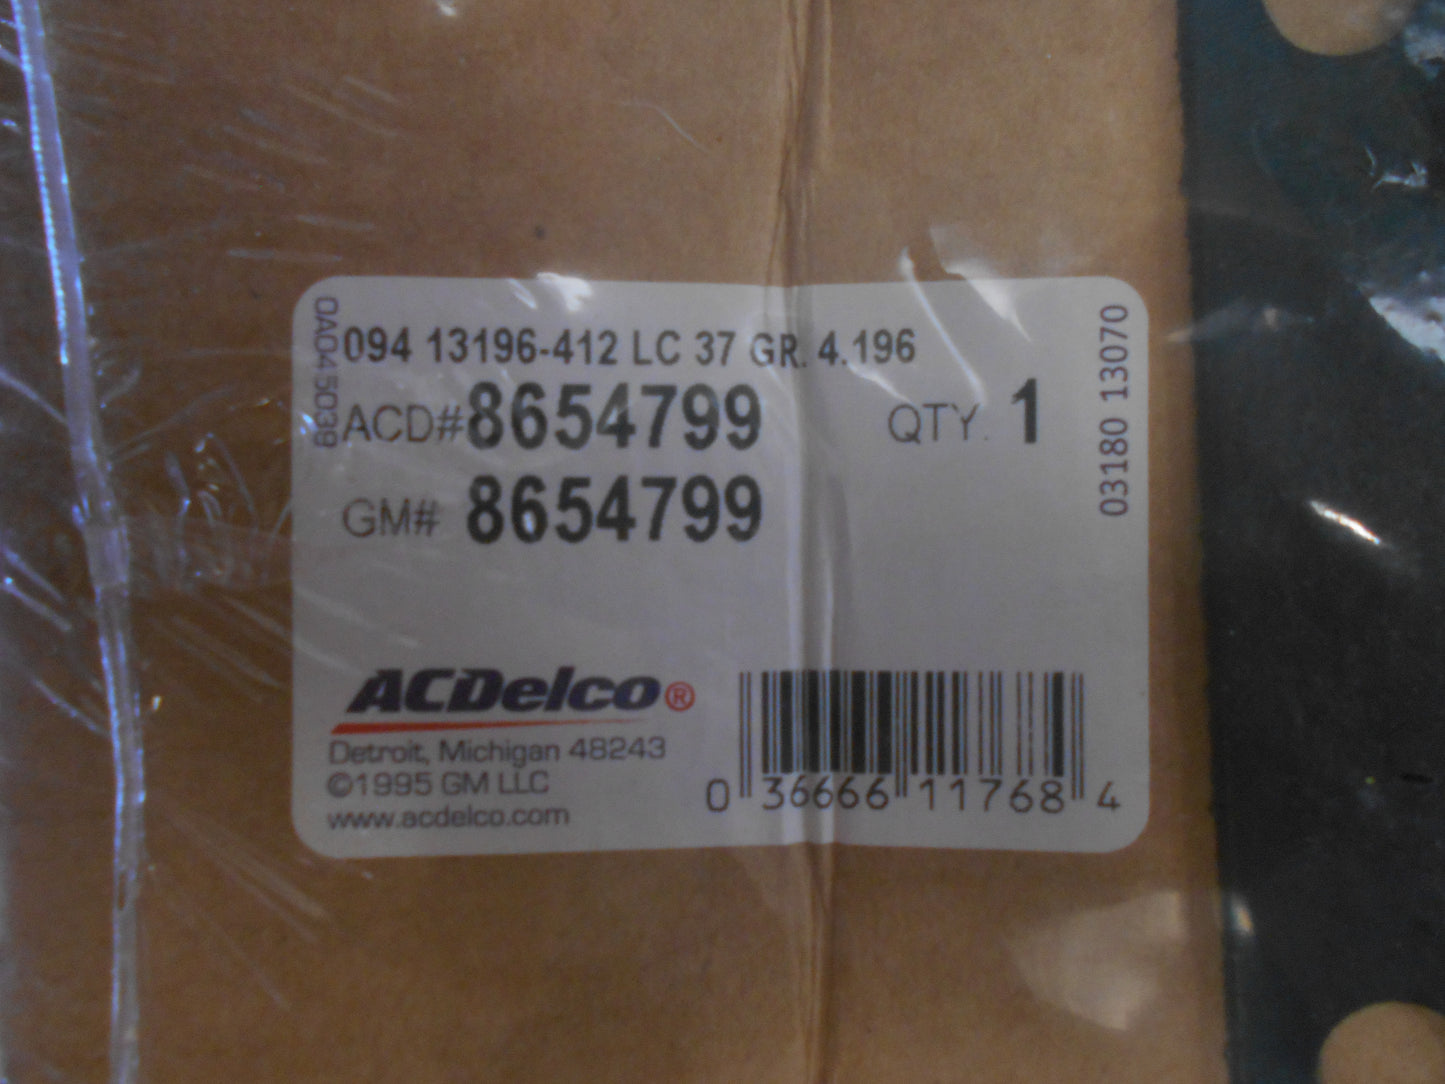 094 13196-412 LC 37 GR. 4.196
ACD#8654799 QTY. 1
GM# 8654799
0A045039
03180 13070
ACDelco®
Detroit, Michigan 48243
©1995 GM LLC
www.acdelco.com
0 36666 11768 4